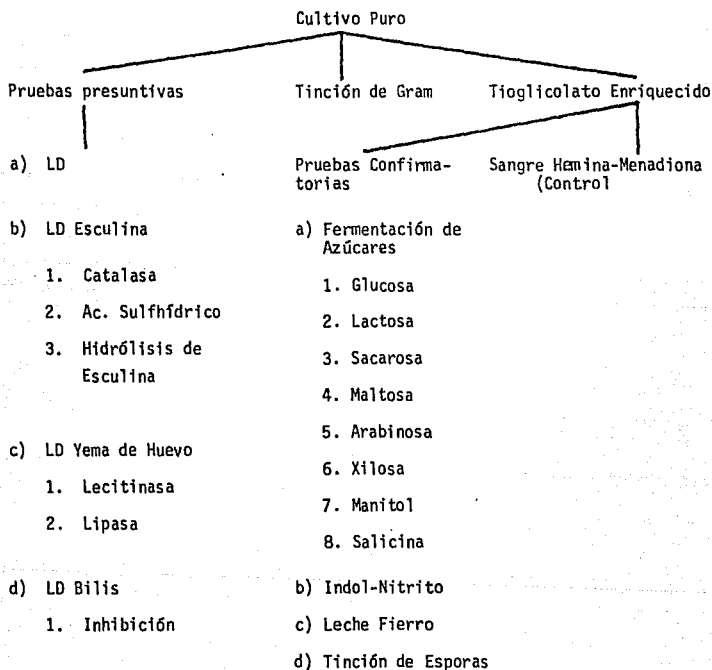 Cultivo Puro
Pruebas presuntivas
Tinción de Gram
Tioglicolato Enriquecido
a) LD
b) LD Esculina
1. Catalasa
2. Ac. Sulfhídrico
3. Hidrólisis de
Esculina
c) LD Yema de Huevo
1. Lecitinasa
2. Lipasa
d) LD Bilis
1. Inhibición
Pruebas Confirma-
torias
a) Fermentación de
Azúcares
1. Glucosa
2. Lactosa
3. Sacarosa
4. Maltosa
5. Arabinosa
6. Xilosa
7. Manitol
8. Salicina
b) Indol-Nitrito
c) Leche Fierro
d) Tinción de Esporas
Sangre Hemina-Menadiona
(Control